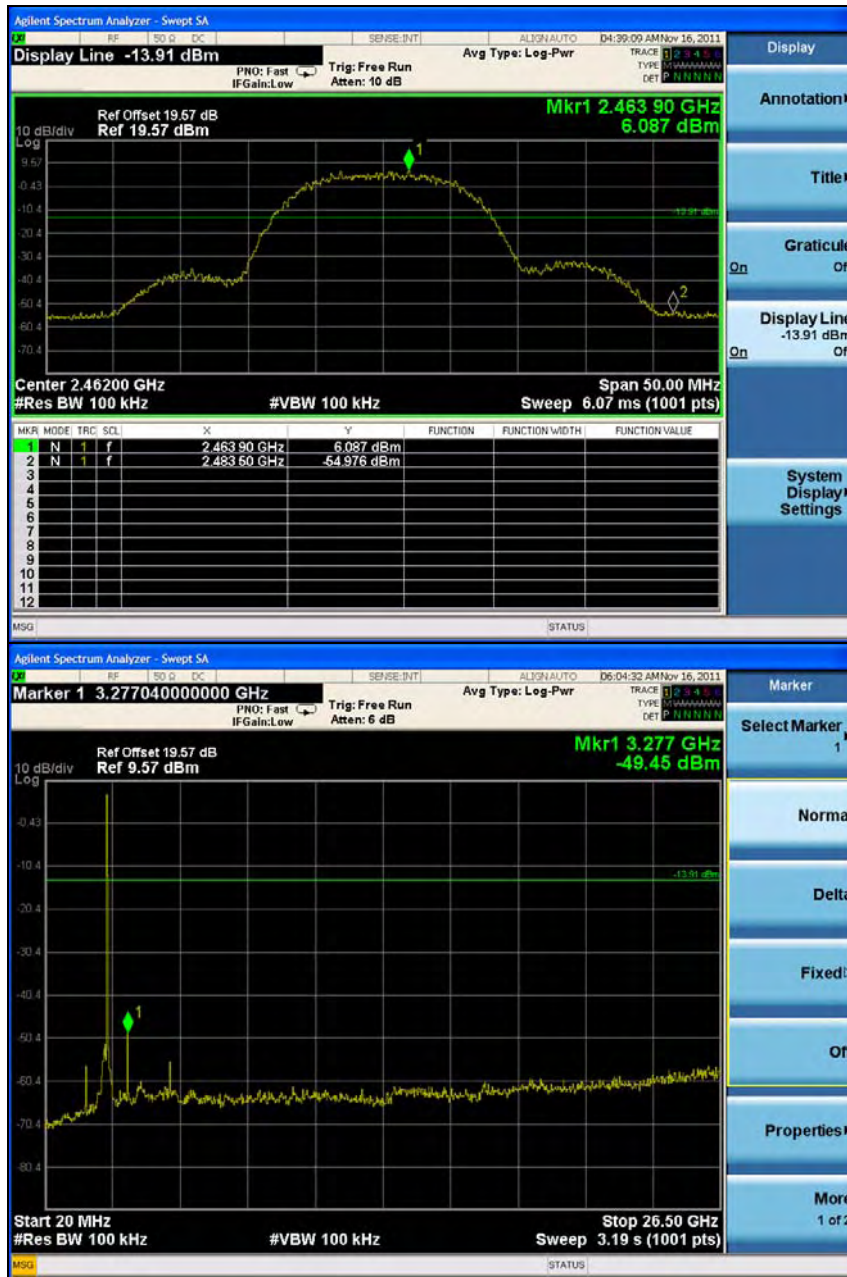 Agilent Spectrum Analyzer - Swept SA
RF 50 Ω DC SENSE:INT ALIGNAUTO 04:39:09 AM Nov 16, 2011
Display Line -13.91 dBm
PNO: Fast
IFGain:Low
Trig: Free Run
Atten: 10 dB
Avg Type: Log-Pwr
TRACE 1 2 3 4 5 6
TYPE M
DET P N N N N N
Display
Ref Offset 19.57 dB
Ref 19.57 dBm
10 dB/div
Log
Mkr1 2.463 90 GHz
6.087 dBm
1
9.57
-0.43
-10.4
-13.91 dBm
-20.4
-30.4
-40.4
2
-50.4
-60.4
-70.4
Center 2.46200 GHz
Span 50.00 MHz
#Res BW 100 kHz
#VBW 100 kHz
Sweep 6.07 ms (1001 pts)
MKR MODE TRC SCL X Y FUNCTION FUNCTION WIDTH FUNCTION VALUE
1 N 1 f 2.463 90 GHz 6.087 dBm
2 N 1 f 2.483 50 GHz -54.976 dBm
3
4
5
6
7
8
9
10
11
12
MSG
STATUS
Annotation
Title
Graticule
On Of
Display Line
-13.91 dBm
On Of
System
Display
Settings
Agilent Spectrum Analyzer - Swept SA
RF 50 Ω DC SENSE:INT ALIGNAUTO 06:04:32 AM Nov 16, 2011
Marker 1 3.277040000000 GHz
PNO: Fast
IFGain:Low
Trig: Free Run
Atten: 6 dB
Avg Type: Log-Pwr
TRACE 1 2 3 4 5 6
TYPE M
DET P N N N N N
Marker
Ref Offset 19.57 dB
Ref 9.57 dBm
10 dB/div
Log
Mkr1 3.277 GHz
-49.45 dBm
-0.43
-10.4
-13.91 dBm
-20.4
-30.4
-40.4
1
-50.4
-60.4
-70.4
-80.4
Start 20 MHz
Stop 26.50 GHz
#Res BW 100 kHz
#VBW 100 kHz
Sweep 3.19 s (1001 pts)
MSG
STATUS
Select Marker
1
Norma
Delta
Fixed
Of
Properties
More
1 of 2